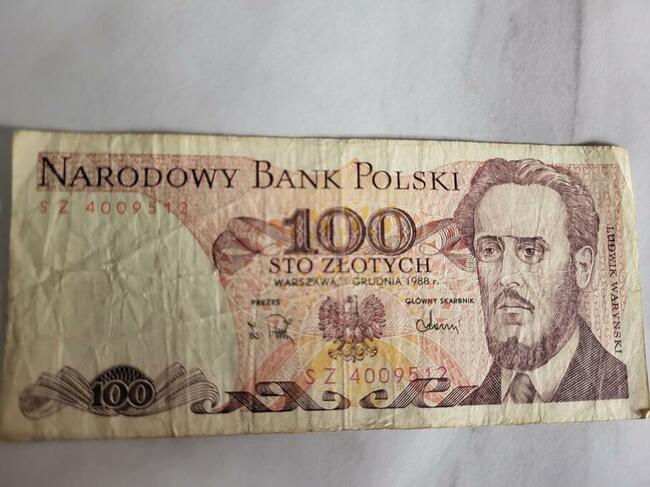 NARODOWY BANK POLSKI
SZ 4009512
100
STO ZŁOTYCH
WARSZAWA, 1 GRUDNIA 1988 r.
PREZES
GŁÓWNY SKARBNIK
LUDWIK WARYŃSKI
SZ 4009512
100